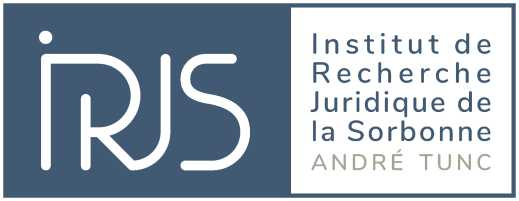 IRJS
Institut de
Recherche
Juridique de
la Sorbonne
ANDRÉ TUNC